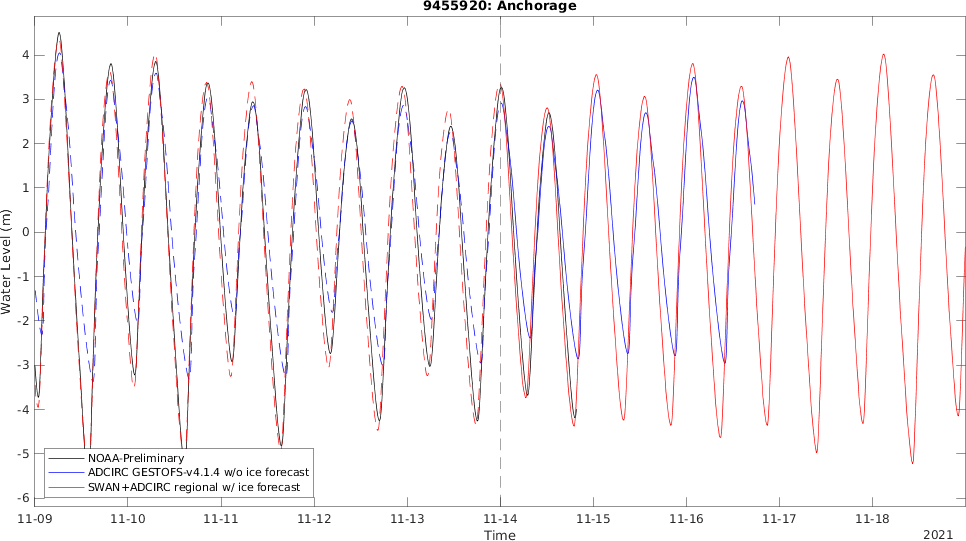 9455920: Anchorage
4
3
2
1
0
-1
-2
-3
-4
-5
-6
Water Level (m)
NOAA-Preliminary
ADCIRC GESTOFS-v4.1.4 w/o ice forecast
SWAN+ADCIRC regional w/ ice forecast
11-09 11-10 11-11 11-12 11-13 11-14 11-15 11-16 11-17 11-18
Time
2021